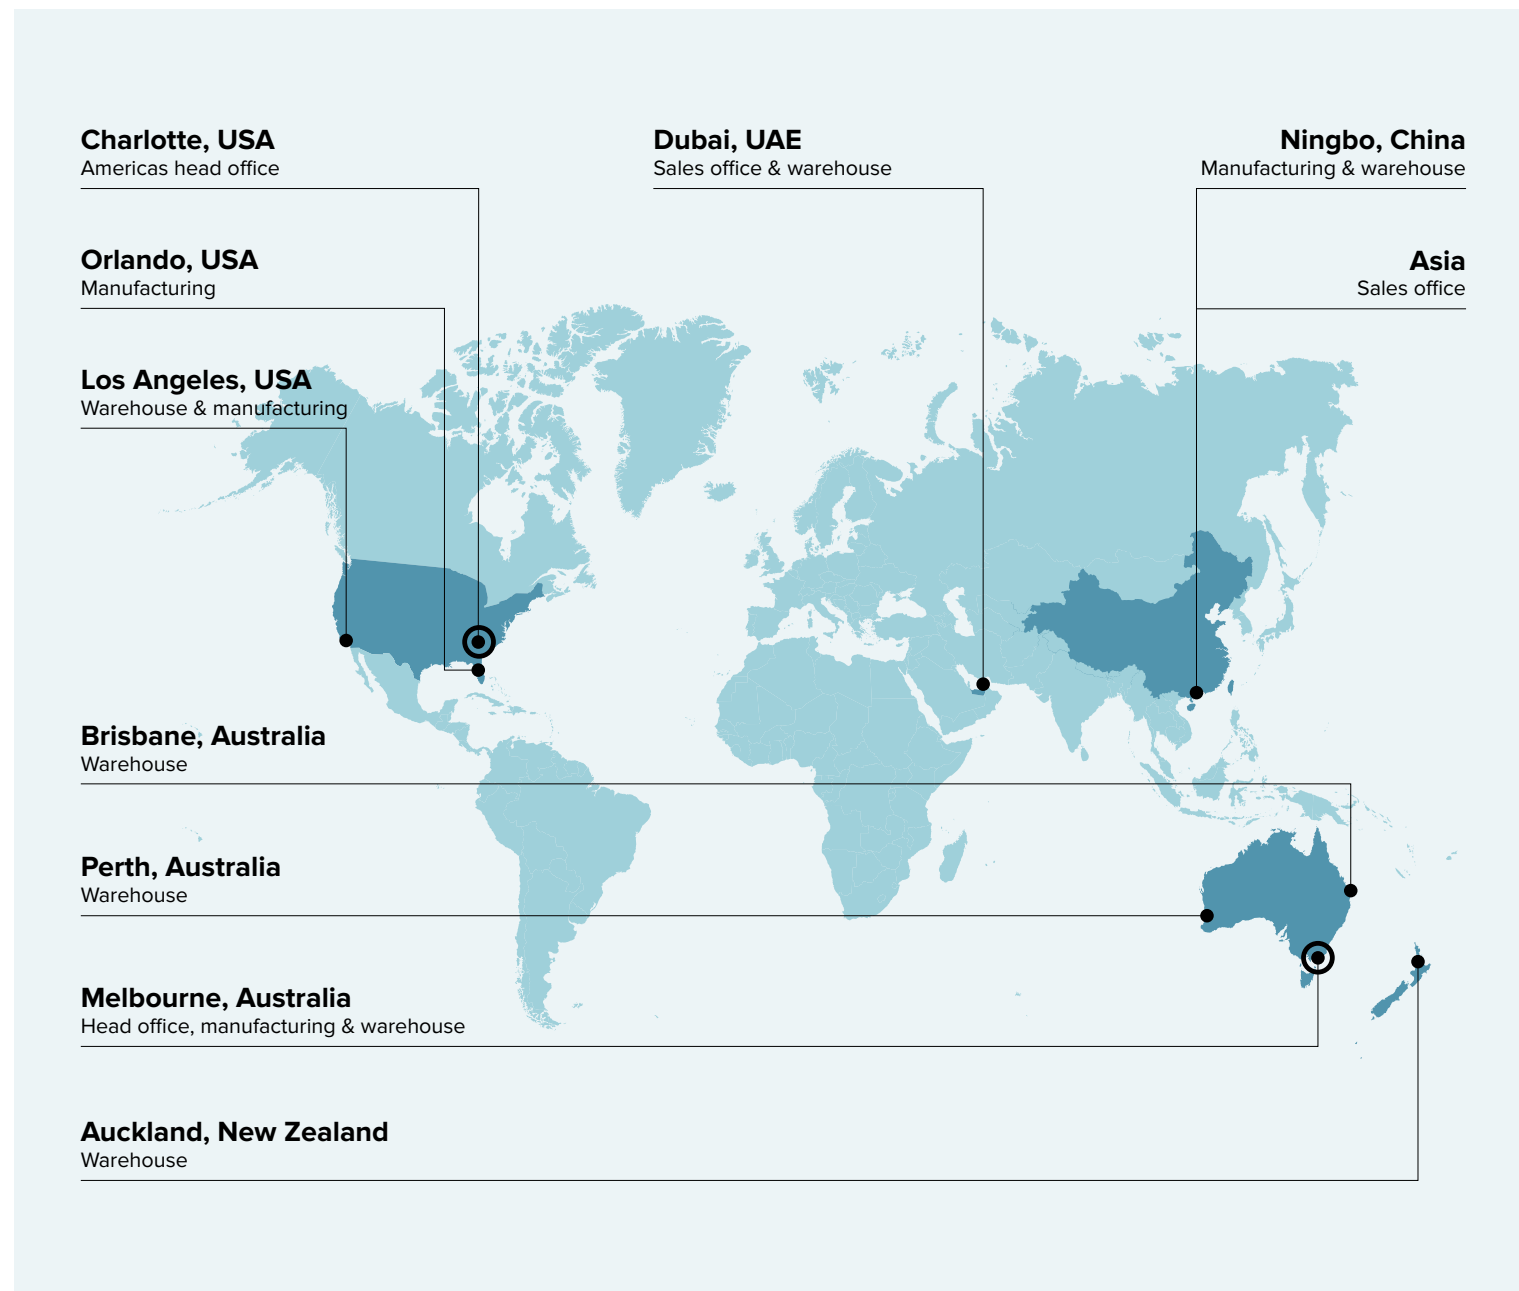 Charlotte, USA
Americas head office
Dubai, UAE
Sales office & warehouse
Ningbo, China
Manufacturing & warehouse
Orlando, USA
Manufacturing
Asia
Sales office
Los Angeles, USA
Warehouse & manufacturing
Brisbane, Australia
Warehouse
Perth, Australia
Warehouse
Melbourne, Australia
Head office, manufacturing & warehouse
Auckland, New Zealand
Warehouse